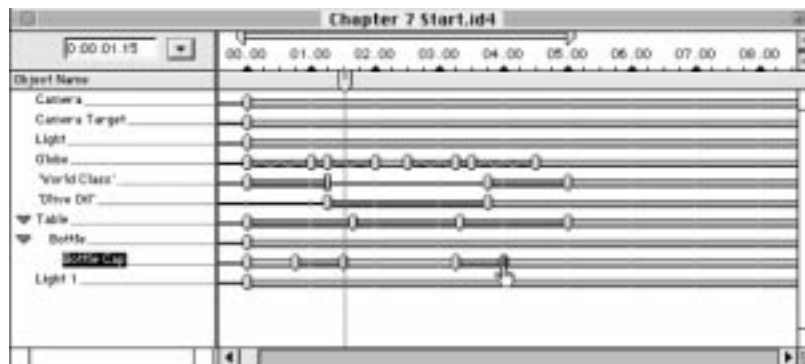 Chapter 7 Start.id4
0:00:01.15
00.00 01.00 02.00 03.00 04.00 05.00 06.00 07.00 08.00
Object Name
Camera
Camera Target
Light
Globe
'World Class'
'Olive Oil'
Table
Bottle
Bottle Cap
Light 1